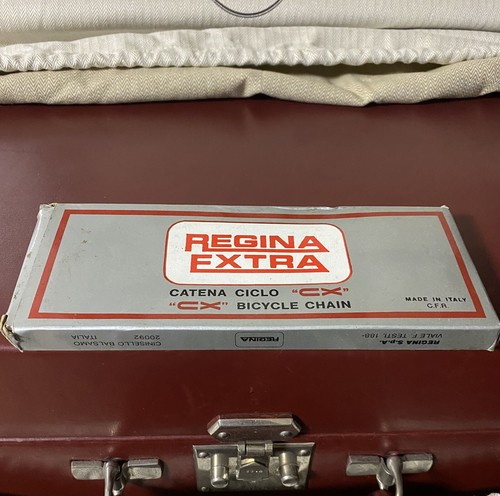 REGINA
EXTRA
CATENA CICLO "CX"
"CX" BICYCLE CHAIN
MADE IN ITALY
C.F.R
REGINA S.p.A.
VIALE F. TESTI, 188-
REGINA
CINISELLO BALSAMO
20092 ITALIA